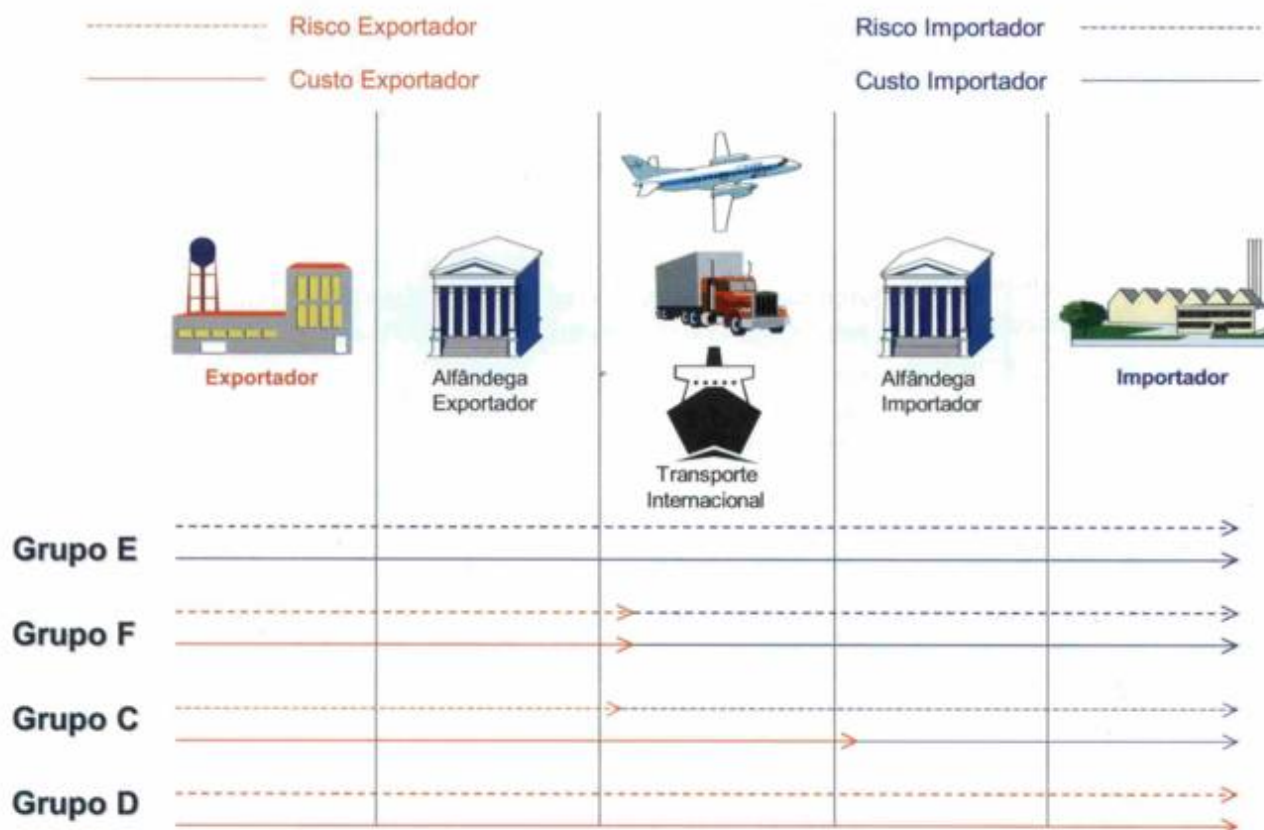 Risco Exportador
Risco Importador
Custo Exportador
Custo Importador
Exportador
Alfândega
Exportador
Transporte
Internacional
Alfândega
Importador
Importador
Grupo E
Grupo F
Grupo C
Grupo D